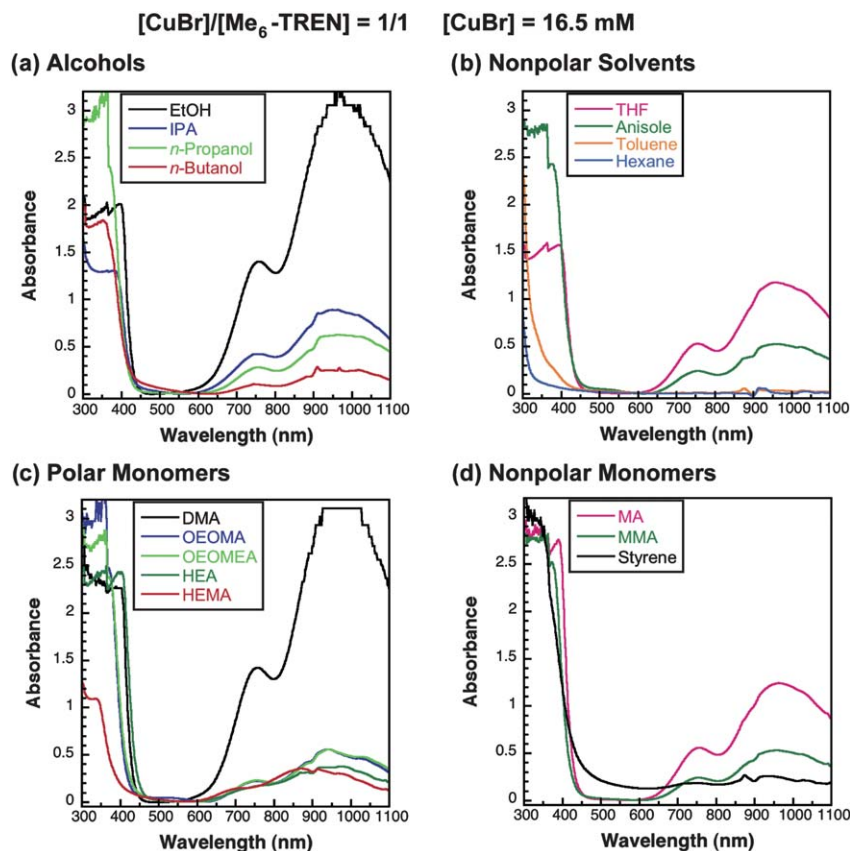 [CuBr]/[Me6-TREN] = 1/1 [CuBr] = 16.5 mM
(a) Alcohols
3
2.5
2
1.5
1
0.5
0
Absorbance
EtOH
IPA
n-Propanol
n-Butanol
300 400 500 600 700 800 900 1000 1100
Wavelength (nm)
(b) Nonpolar Solvents
3
2.5
2
1.5
1
0.5
0
Absorbance
THF
Anisole
Toluene
Hexane
300 400 500 600 700 800 900 1000 1100
Wavelength (nm)
(c) Polar Monomers
3
2.5
2
1.5
1
0.5
0
Absorbance
DMA
OEOMA
OEOMEA
HEA
HEMA
300 400 500 600 700 800 900 1000 1100
Wavelength (nm)
(d) Nonpolar Monomers
3
2.5
2
1.5
1
0.5
0
Absorbance
MA
MMA
Styrene
300 400 500 600 700 800 900 1000 1100
Wavelength (nm)